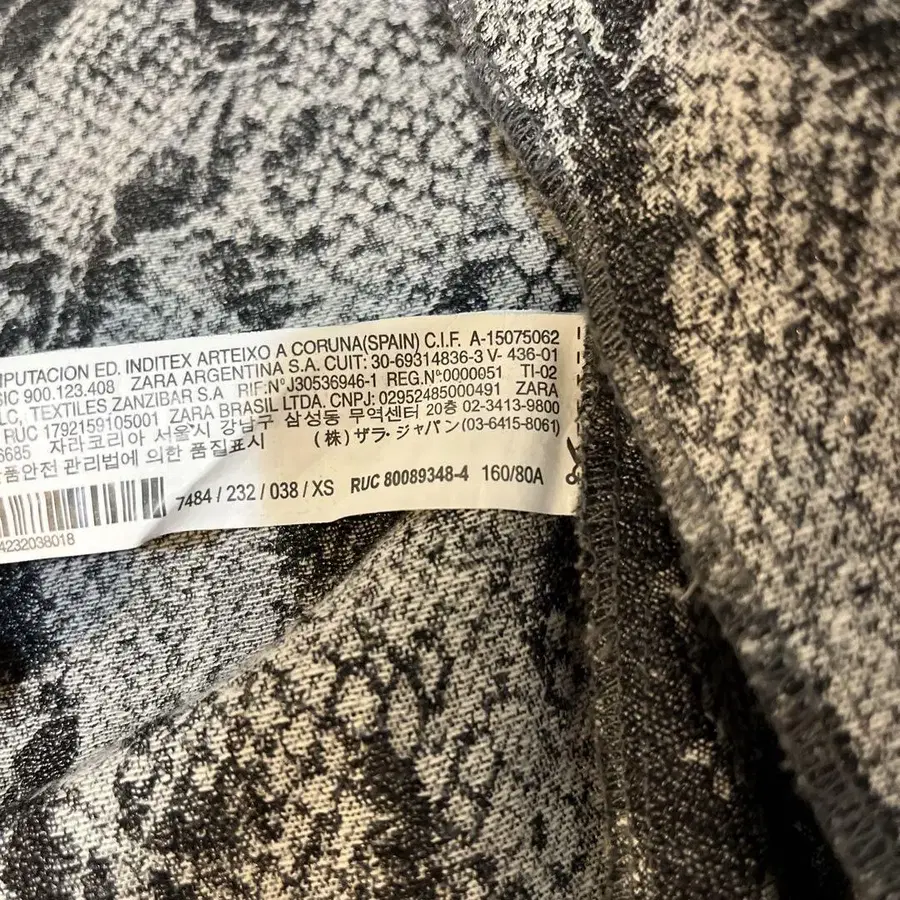 IPUTACION ED. INDITEX ARTEIXO A CORUNA(SPAIN) C.I.F. A-15075062
SIC 900.123.408 ZARA ARGENTINA S.A. CUIT: 30-69314836-3 V- 436-01
LC, TEXTILES ZANZIBAR S.A RIF.N°J30536946-1 REG.N°:0000051 TI-02
RUC 1792159105001 ZARA BRASIL LTDA. CNPJ: 02952485000491 ZARA
6685 자라코리아 서울시 강남구 삼성동 무역센터 20층 02-3413-9800
품안전 관리법에 의한 품질표시 (株)ザラ・ジャパン(03-6415-8061)
7484 / 232 / 038 / XS RUC 80089348-4 160/80A
4232038018